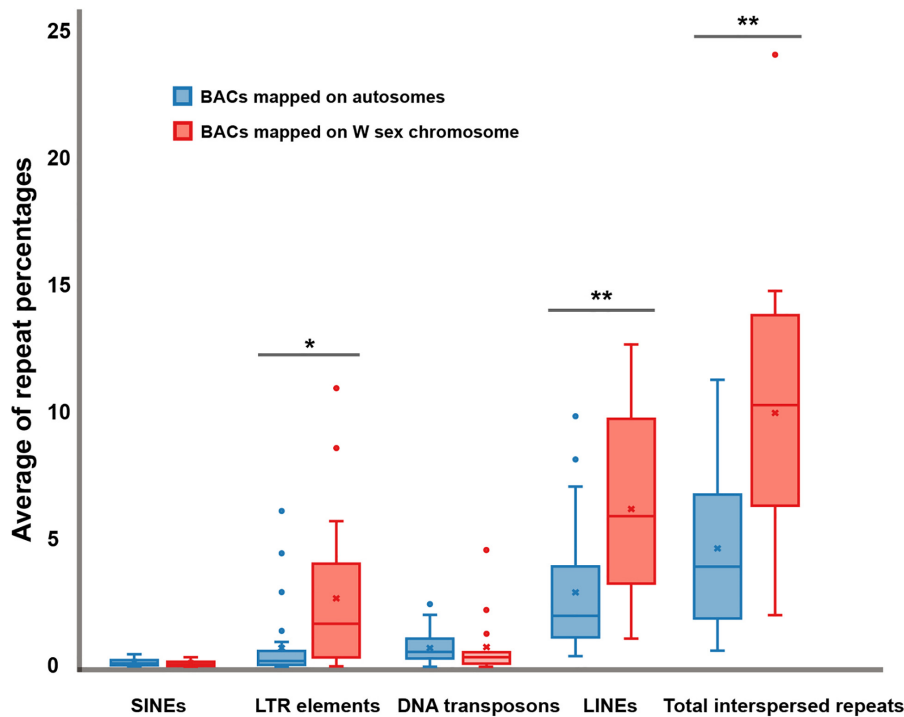 25
20
15
10
5
0
Average of repeat percentages
BACs mapped on autosomes
BACs mapped on W sex chromosome
*
**
**
SINEs LTR elements DNA transposons LINEs Total interspersed repeats